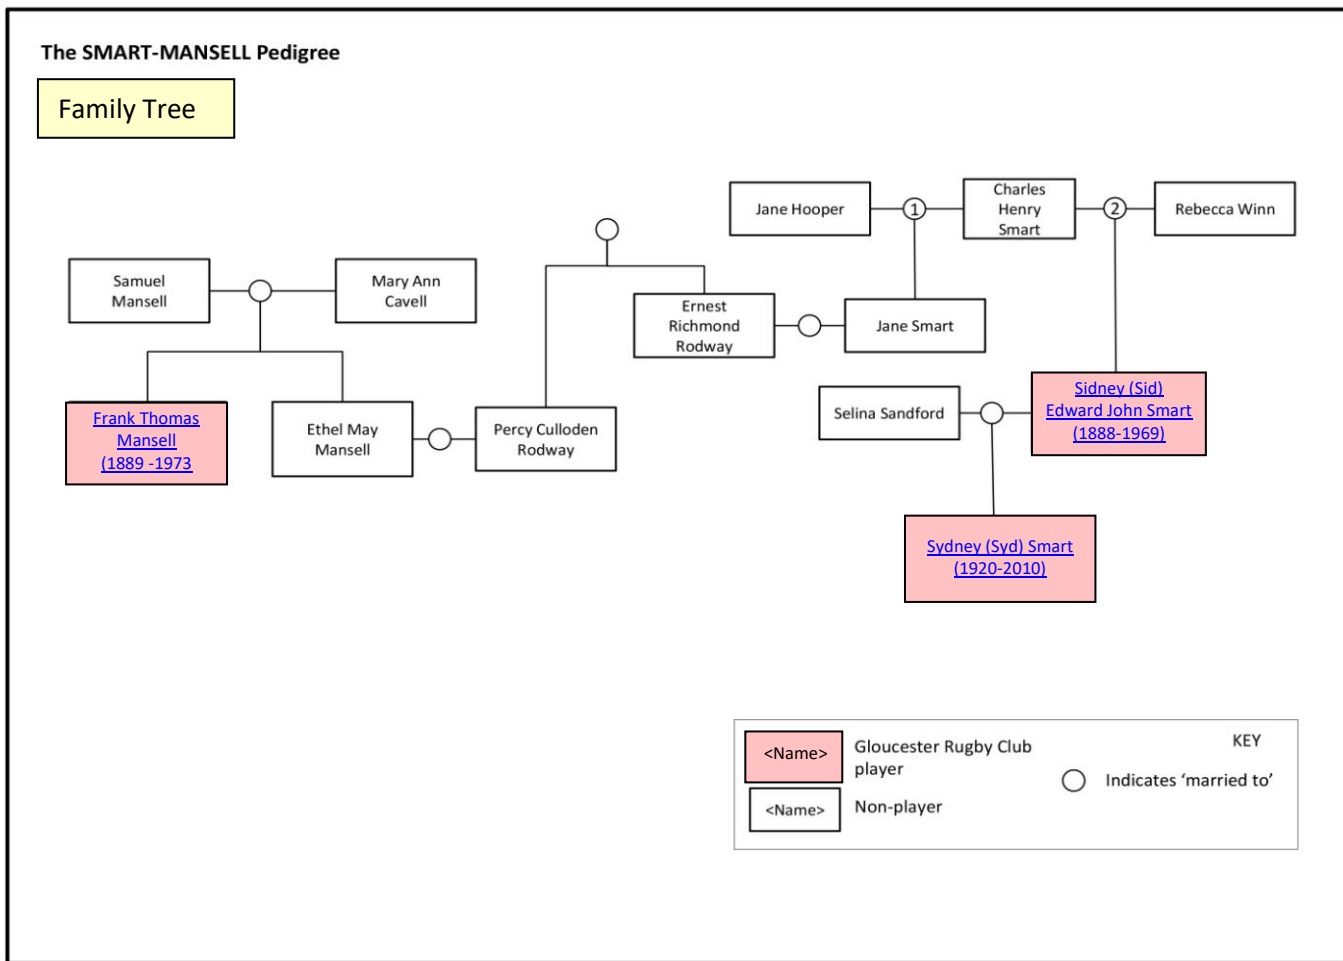 The SMART-MANSELL Pedigree
Family Tree
Jane Hooper
1
Charles
Henry
Smart
2
Rebecca Winn
Samuel
Mansell
Mary Ann
Cavell
Ernest
Richmond
Rodway
Jane Smart
Frank Thomas
Mansell
(1889 -1973
Ethel May
Mansell
Percy Culloden
Rodway
Selina Sandford
Sidney (Sid)
Edward John Smart
(1888-1969)
Sydney (Syd) Smart
(1920-2010)
KEY
<Name>
Gloucester Rugby Club
player
Indicates ‘married to’
<Name>
Non-player